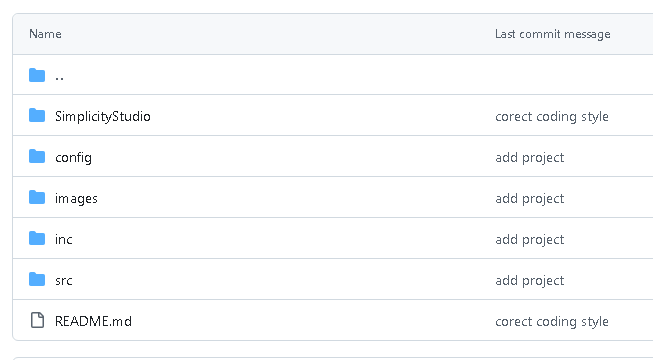 Name Last commit message
..
SimplicityStudio corect coding style
config add project
images add project
inc add project
src add project
README.md corect coding style